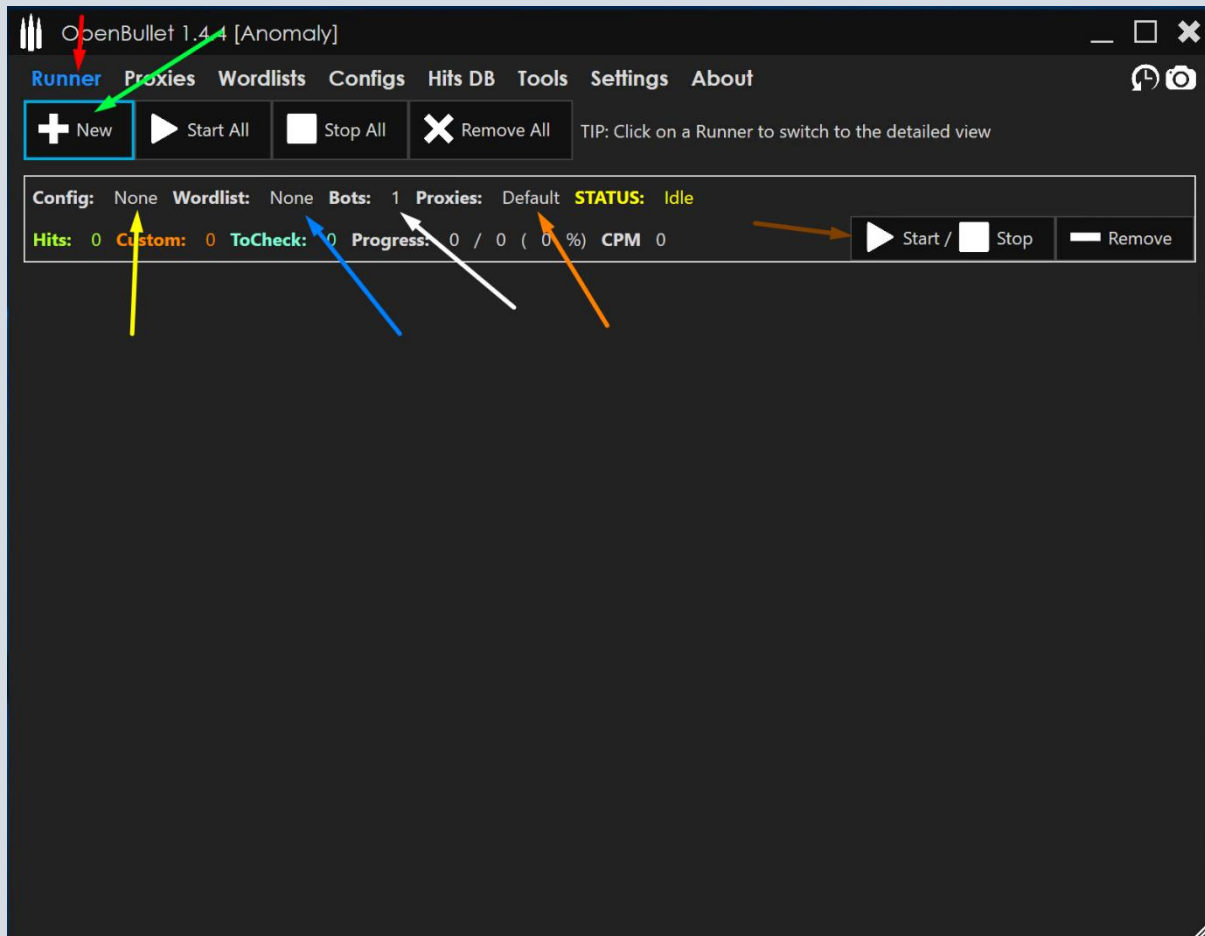 OpenBullet 1.4.4 [Anomaly]
Runner Proxies Wordlists Configs Hits DB Tools Settings About
New Start All Stop All Remove All TIP: Click on a Runner to switch to the detailed view
Config: None Wordlist: None Bots: 1 Proxies: Default STATUS: Idle
Hits: 0 Custom: 0 ToCheck: 0 Progress: 0 / 0 ( 0 %) CPM 0 Start / Stop Remove